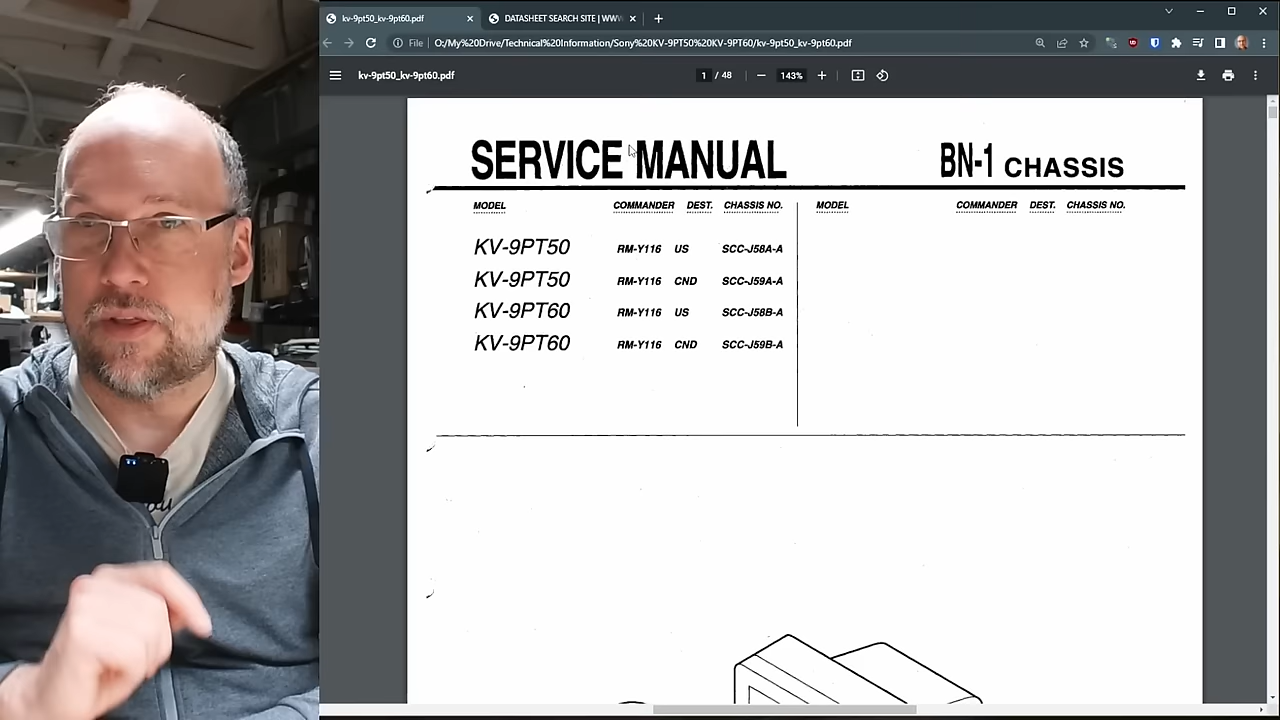 kv-9pt50_kv-9pt60.pdf
DATASHEET SEARCH SITE | WWW
File
O:/My%20Drive/Technical%20Information/Sony%20KV-9PT50%20KV-9PT60/kv-9pt50_kv-9pt60.pdf
kv-9pt50_kv-9pt60.pdf
1 / 48
143%
SERVICE MANUAL
BN-1 CHASSIS
MODEL COMMANDER DEST. CHASSIS NO.
MODEL COMMANDER DEST. CHASSIS NO.
KV-9PT50 RM-Y116 US SCC-J58A-A
KV-9PT50 RM-Y116 CND SCC-J59A-A
KV-9PT60 RM-Y116 US SCC-J58B-A
KV-9PT60 RM-Y116 CND SCC-J59B-A